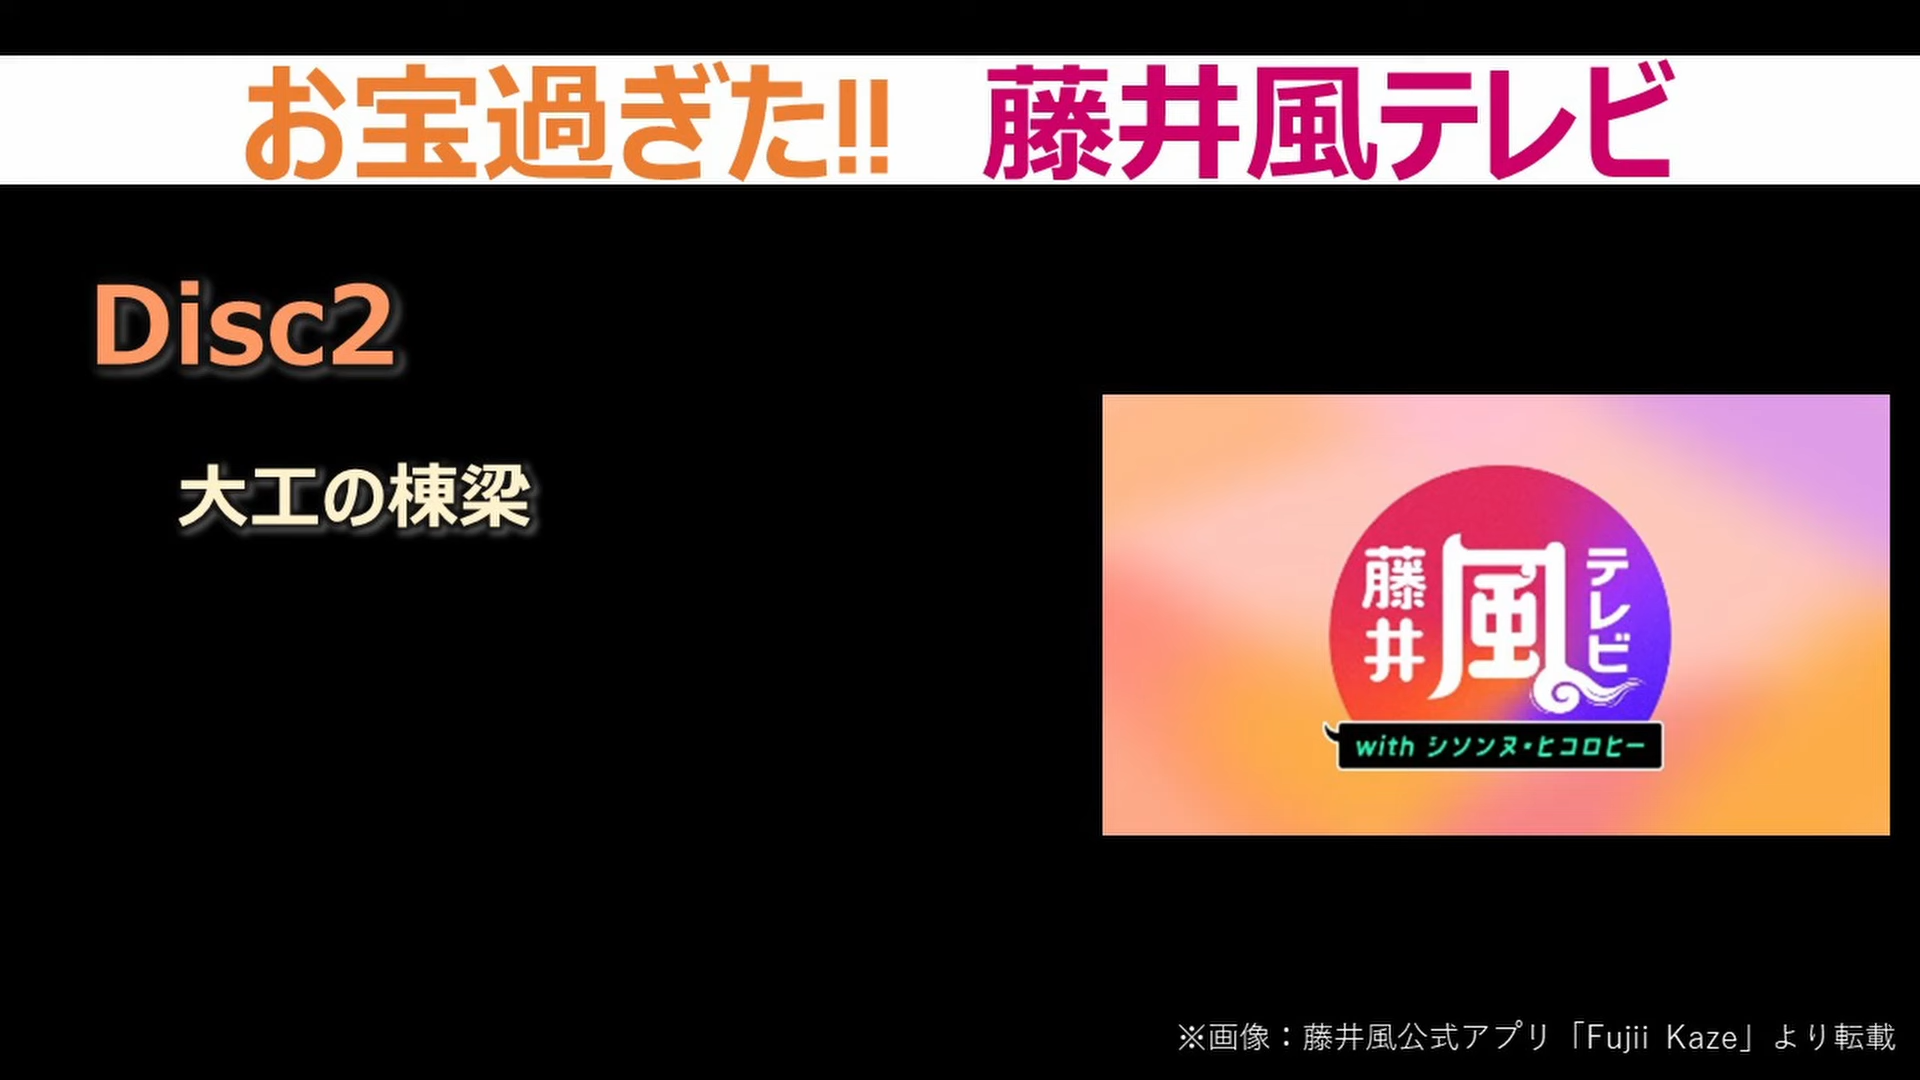 お宝過ぎた!! 藤井風テレビ
Disc2
大工の棟梁
藤井
風
テレビ
with シソンヌ・ヒコロヒー
※画像：藤井風公式アプリ「Fujii Kaze」より転載